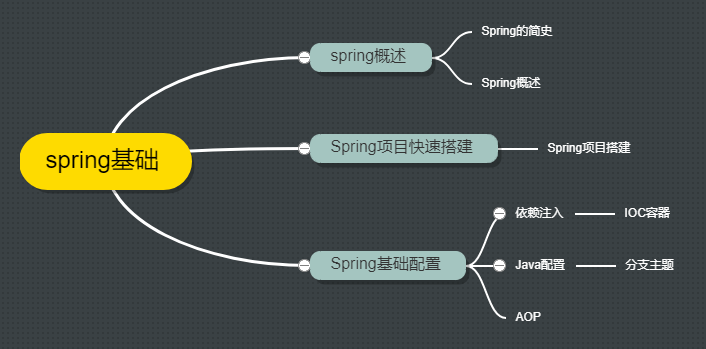 spring基础
spring概述
Spring的简史
Spring概述
Spring项目快速搭建
Spring项目搭建
Spring基础配置
依赖注入
IOC容器
Java配置
分支主题
AOP